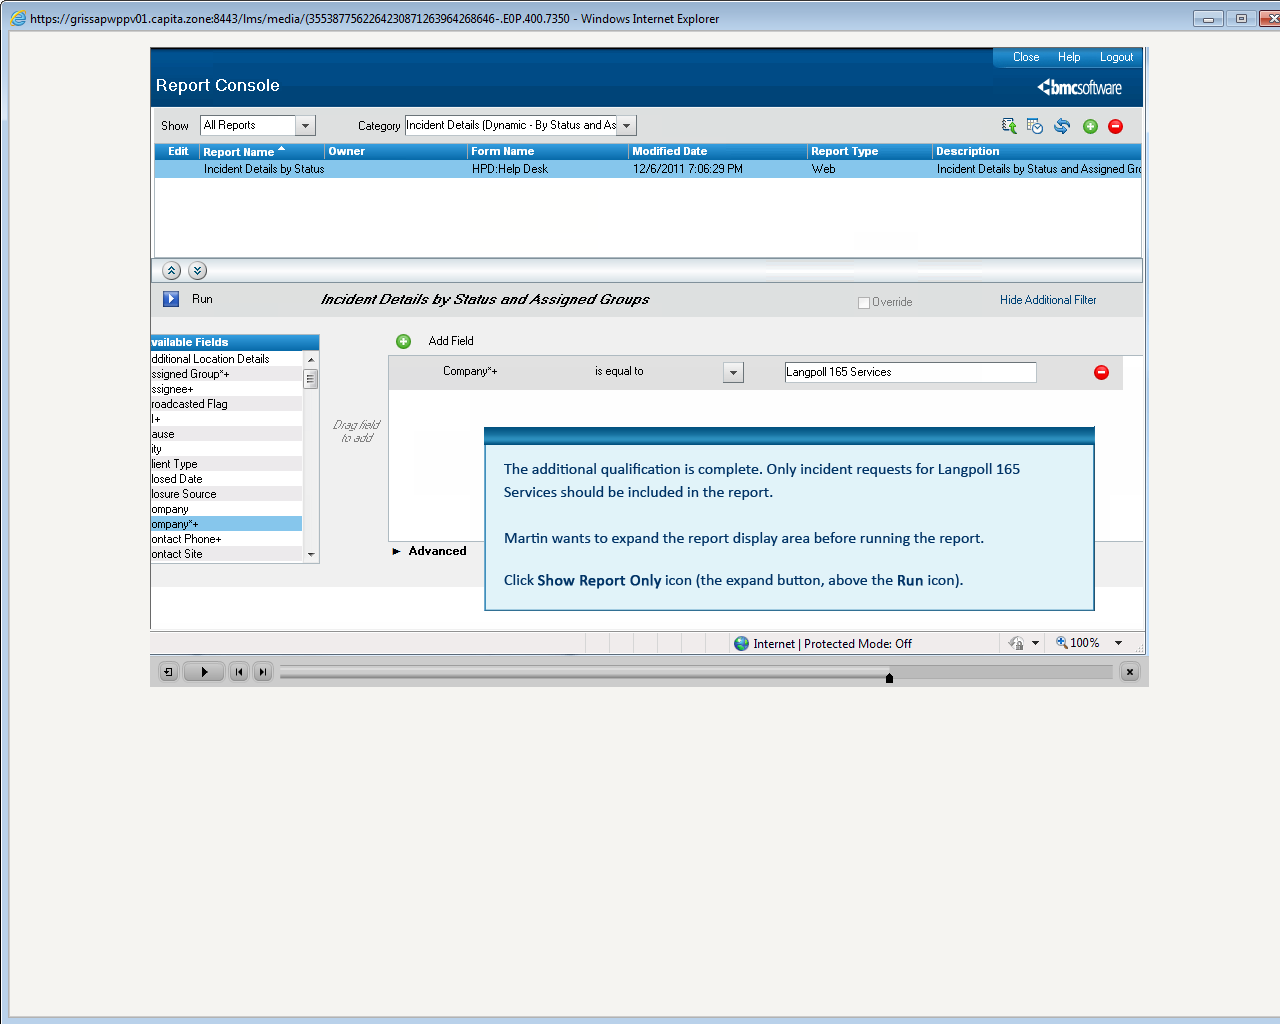 https://grissapwppv01.capita.zone:8443/lms/media/(355387756226423087126396426846-.E0P.400.7350 - Windows Internet Explorer
Close Help Logout
Report Console
bmcsoftware
Show All Reports Category Incident Details (Dynamic - By Status and As
Edit Report Name Owner Form Name Modified Date Report Type Description
Incident Details by Status HPD:Help Desk 12/6/2011 7:06:29 PM Web Incident Details by Status and Assigned Gro
Run Incident Details by Status and Assigned Groups Override Hide Additional Filter
vailable Fields
Add Field
dditional Location Details
ssigned Group*+
Company*+ is equal to Langpoll 165 Services
ssignee+
roadcasted Flag
l+
ause
ity
lient Type
losed Date
losure Source
ompany
ompany*+
ontact Phone+
ontact Site
Drag field
to add
Advanced
The additional qualification is complete. Only incident requests for Langpoll 165
Services should be included in the report.
Martin wants to expand the report display area before running the report.
Click Show Report Only icon (the expand button, above the Run icon).
Internet | Protected Mode: Off 100%